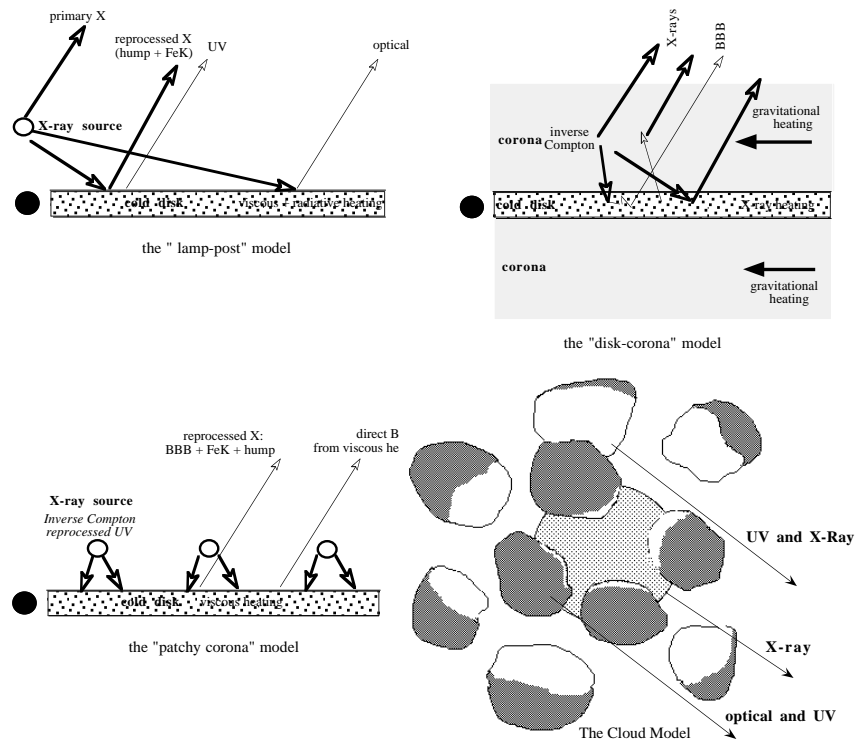 primary X
reprocessed X
(hump + FeK)
UV
optical
X-ray source
cold disk
viscous + radiative heating
the " lamp-post" model
X-rays
BBB
corona
inverse
Compton
gravitational
heating
cold disk
X-ray heating
corona
gravitational
heating
the "disk-corona" model
reprocessed X:
BBB + FeK + hump
direct B
from viscous he
X-ray source
Inverse Compton
reprocessed UV
cold disk
viscous heating
the "patchy corona" model
UV and X-Ray
X-ray
optical and UV
The Cloud Model